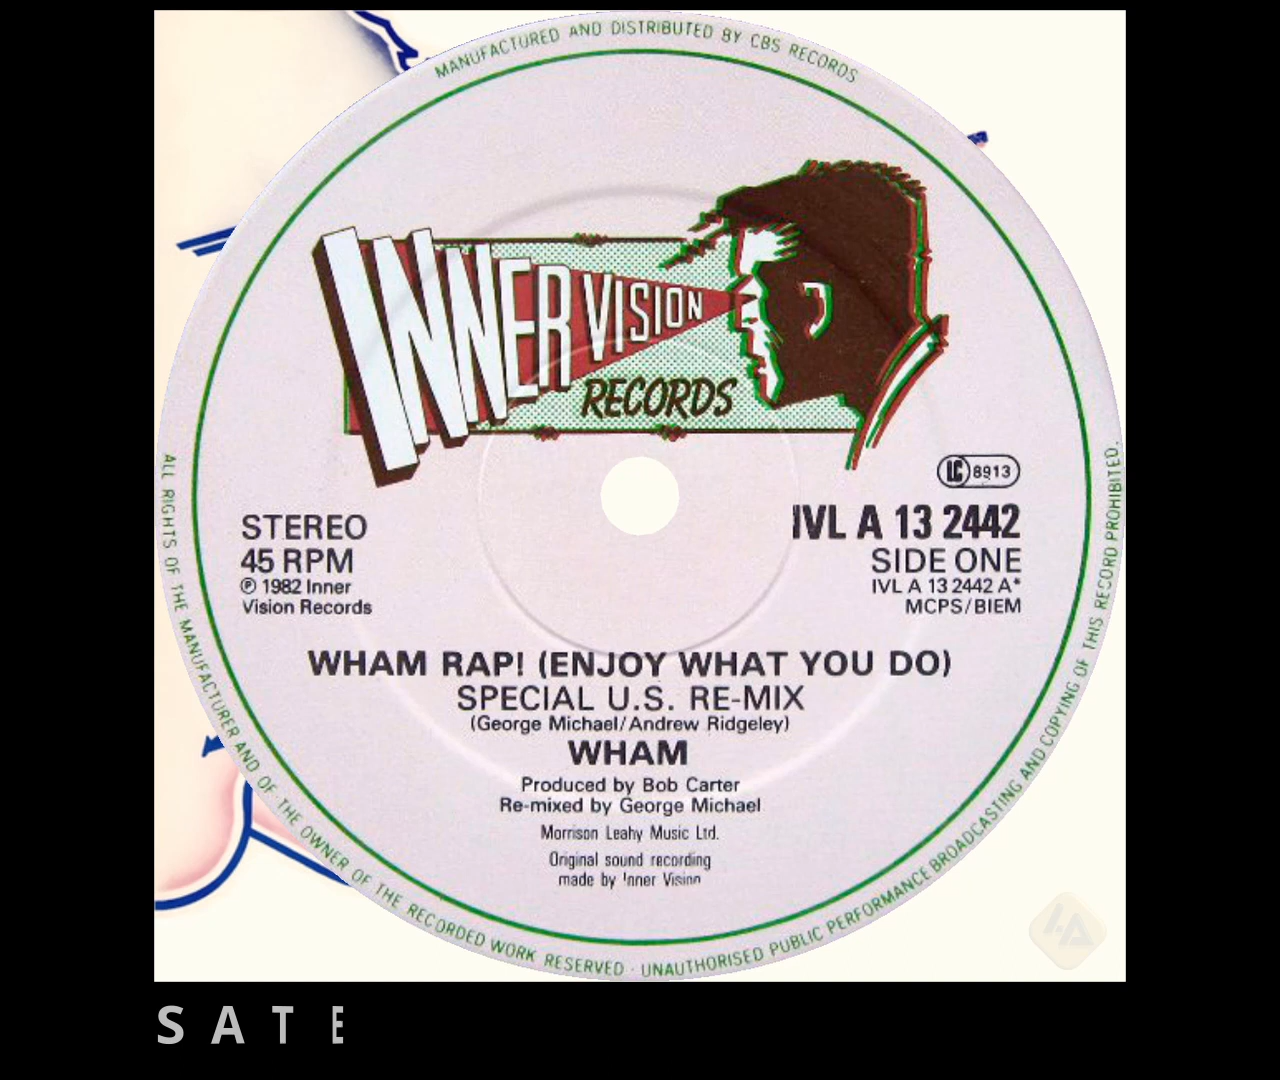 MANUFACTURED AND DISTRIBUTED BY CBS RECORDS
INNERVISION
RECORDS
LC 8913
STEREO
45 RPM
℗ 1982 Inner
Vision Records
IVL A 13 2442
SIDE ONE
IVL A 13 2442 A*
MCPS/BIEM
WHAM RAP! (ENJOY WHAT YOU DO)
SPECIAL U.S. RE-MIX
(George Michael/Andrew Ridgeley)
WHAM
Produced by Bob Carter
Re-mixed by George Michael
Morrison Leahy Music Ltd.
Original sound recording
made by Inner Vision
ALL RIGHTS OF THE MANUFACTURER AND OF THE OWNER OF THE RECORDED WORK RESERVED · UNAUTHORISED PUBLIC PERFORMANCE BROADCASTING AND COPYING OF THIS RECORD PROHIBITED.
SATE